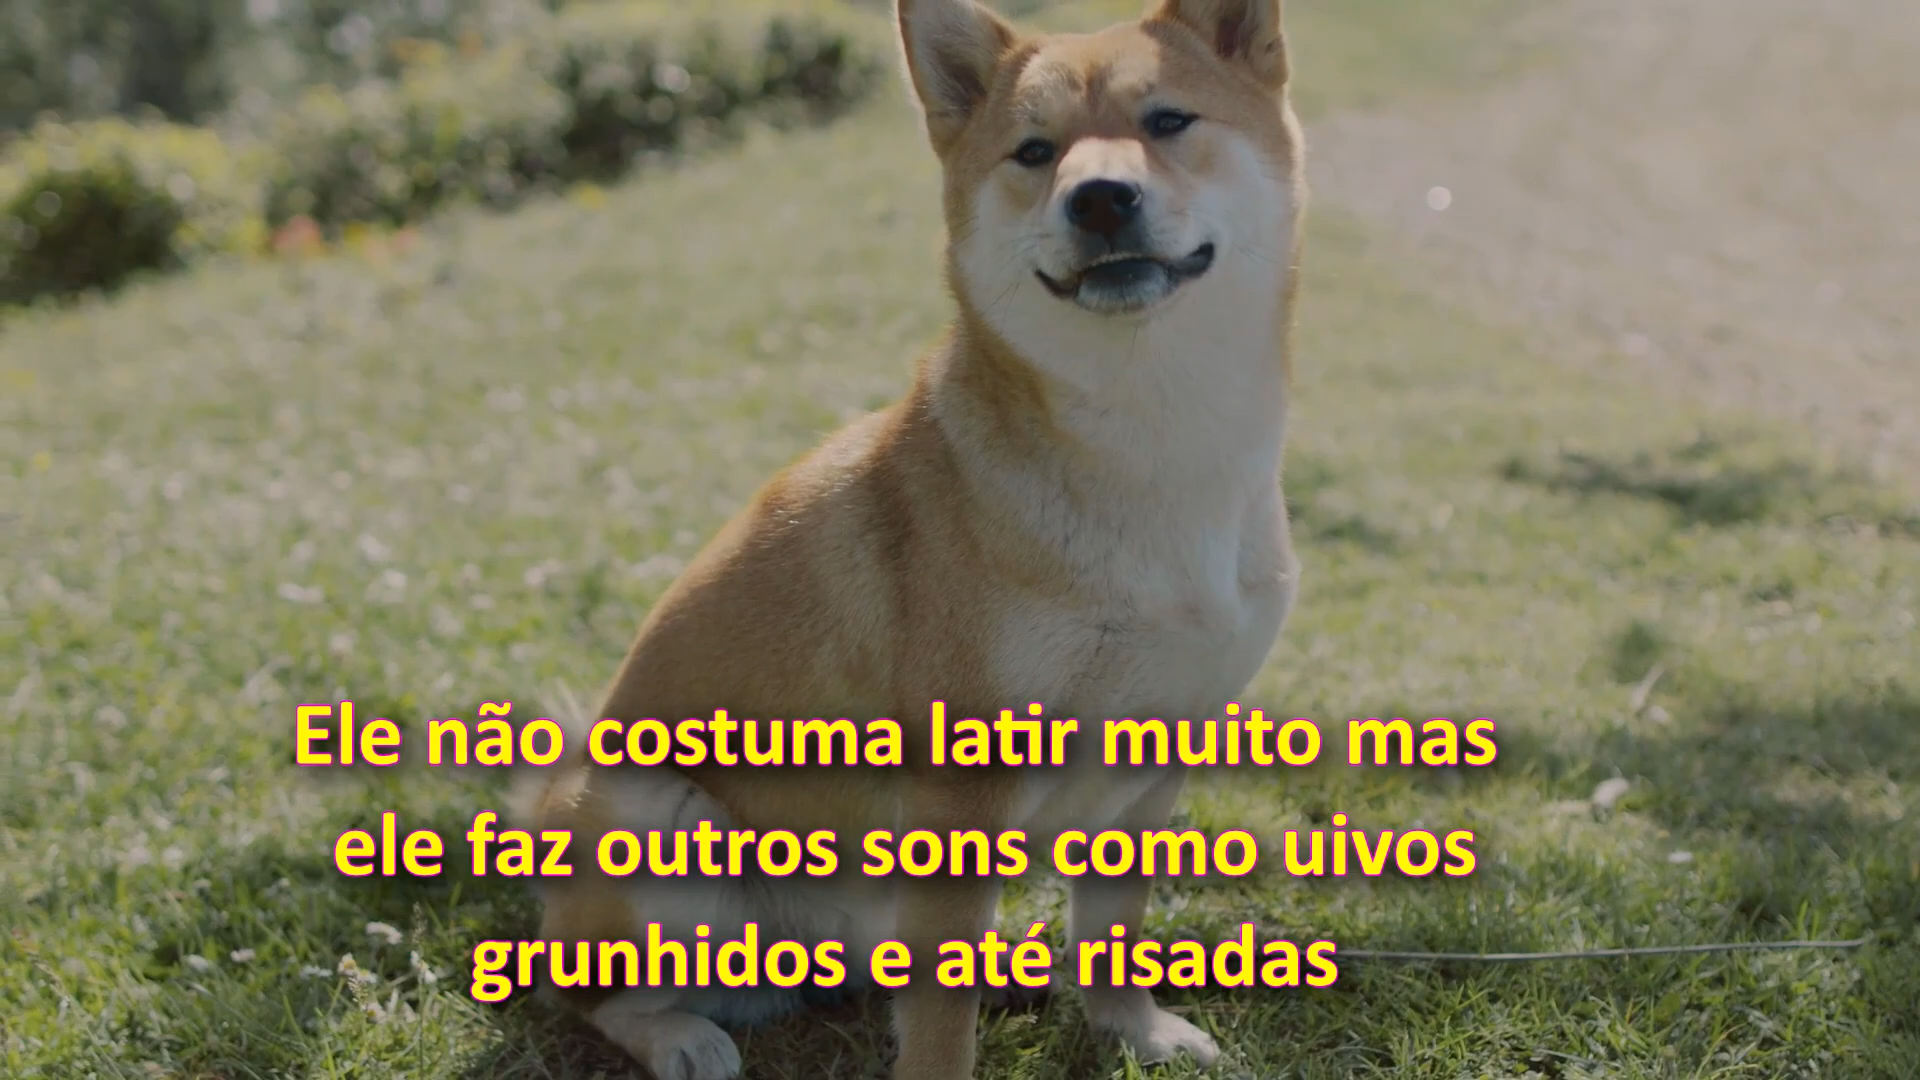 Ele não costuma latir muito mas
ele faz outros sons como uivos
grunhidos e até risadas